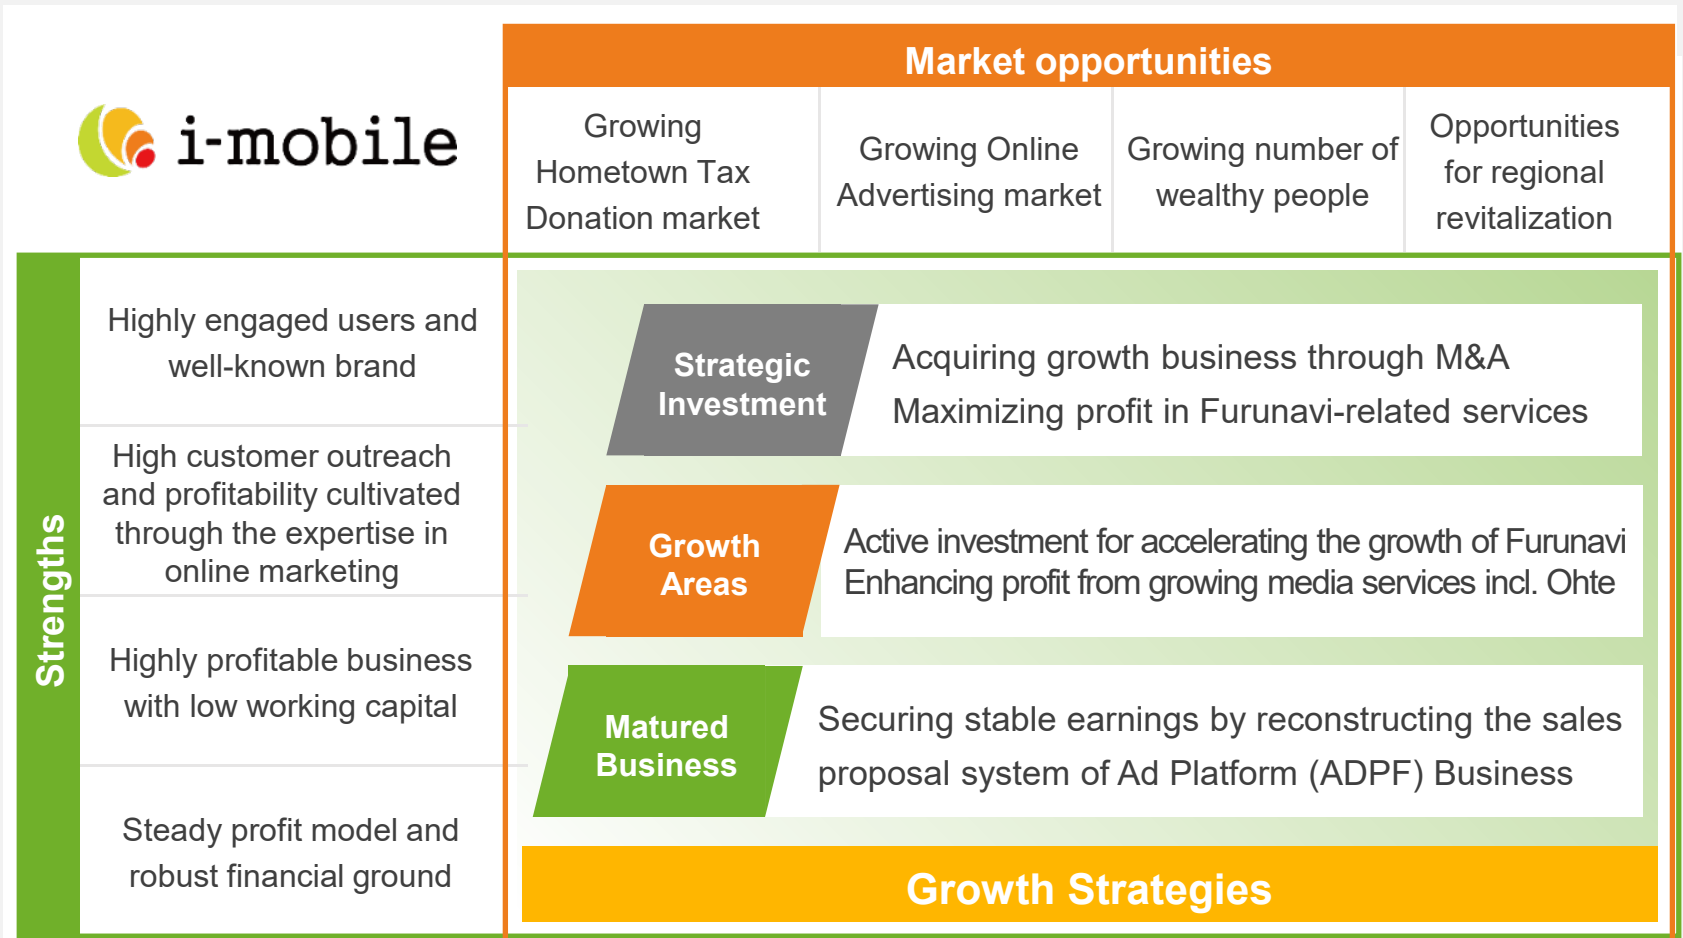 Market opportunities
i-mobile
Growing
Hometown Tax
Donation market
Growing Online
Advertising market
Growing number of
wealthy people
Opportunities
for regional
revitalization
Strengths
Highly engaged users and
well-known brand
High customer outreach
and profitability cultivated
through the expertise in
online marketing
Highly profitable business
with low working capital
Steady profit model and
robust financial ground
Strategic
Investment
Acquiring growth business through M&A
Maximizing profit in Furunavi-related services
Growth
Areas
Active investment for accelerating the growth of Furunavi
Enhancing profit from growing media services incl. Ohte
Matured
Business
Securing stable earnings by reconstructing the sales
proposal system of Ad Platform (ADPF) Business
Growth Strategies